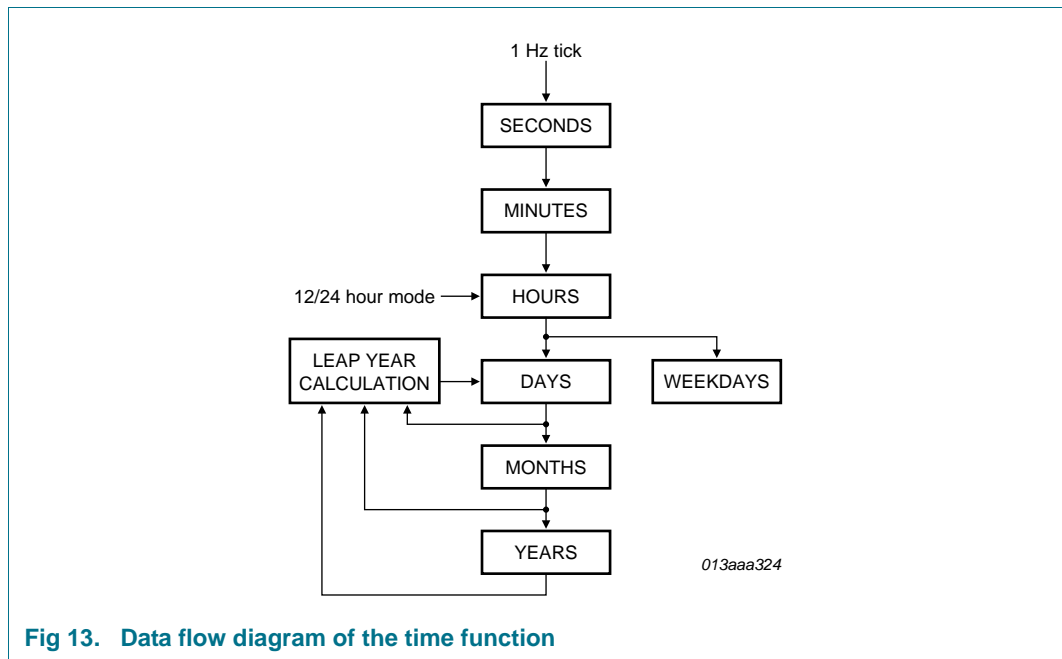 1 Hz tick
SECONDS
MINUTES
12/24 hour mode
HOURS
LEAP YEAR
CALCULATION
DAYS
WEEKDAYS
MONTHS
YEARS
013aaa324
Fig 13. Data flow diagram of the time function